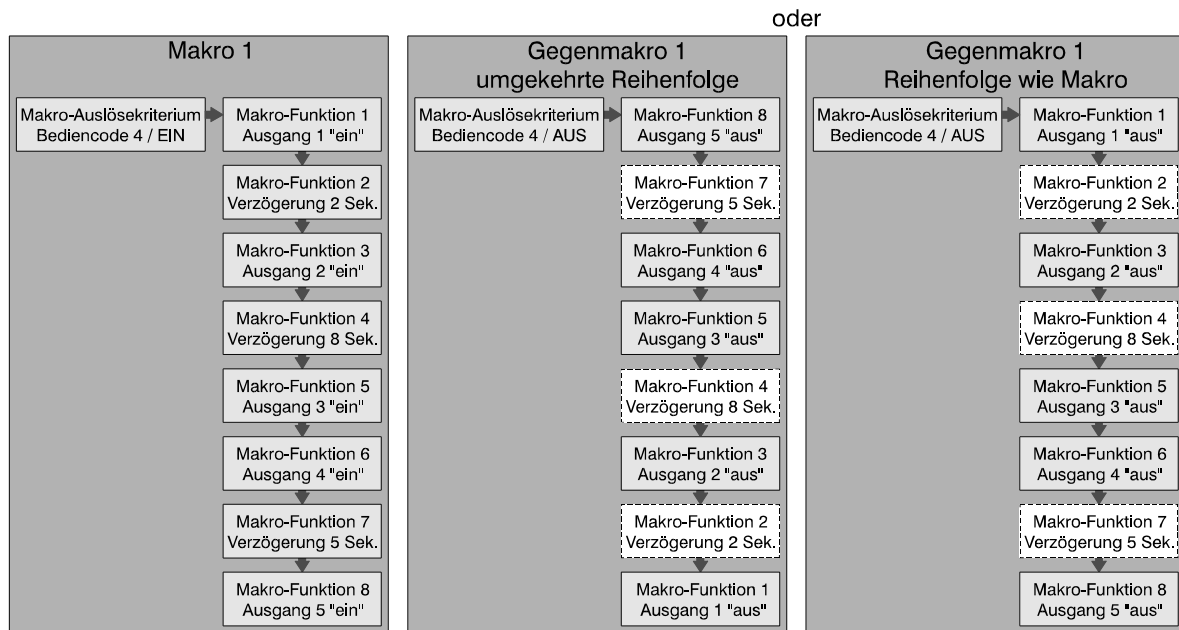 oder
Makro 1
Makro-Auslösekriterium
Bediencode 4 / EIN
Makro-Funktion 1
Ausgang 1 "ein"
Makro-Funktion 2
Verzögerung 2 Sek.
Makro-Funktion 3
Ausgang 2 "ein"
Makro-Funktion 4
Verzögerung 8 Sek.
Makro-Funktion 5
Ausgang 3 "ein"
Makro-Funktion 6
Ausgang 4 "ein"
Makro-Funktion 7
Verzögerung 5 Sek.
Makro-Funktion 8
Ausgang 5 "ein"
Gegenmakro 1
umgekehrte Reihenfolge
Makro-Auslösekriterium
Bediencode 4 / AUS
Makro-Funktion 8
Ausgang 5 "aus"
Makro-Funktion 7
Verzögerung 5 Sek.
Makro-Funktion 6
Ausgang 4 "aus"
Makro-Funktion 5
Ausgang 3 "aus"
Makro-Funktion 4
Verzögerung 8 Sek.
Makro-Funktion 3
Ausgang 2 "aus"
Makro-Funktion 2
Verzögerung 2 Sek.
Makro-Funktion 1
Ausgang 1 "aus"
Gegenmakro 1
Reihenfolge wie Makro
Makro-Auslösekriterium
Bediencode 4 / AUS
Makro-Funktion 1
Ausgang 1 "aus"
Makro-Funktion 2
Verzögerung 2 Sek.
Makro-Funktion 3
Ausgang 2 "aus"
Makro-Funktion 4
Verzögerung 8 Sek.
Makro-Funktion 5
Ausgang 3 "aus"
Makro-Funktion 6
Ausgang 4 "aus"
Makro-Funktion 7
Verzögerung 5 Sek.
Makro-Funktion 8
Ausgang 5 "aus"